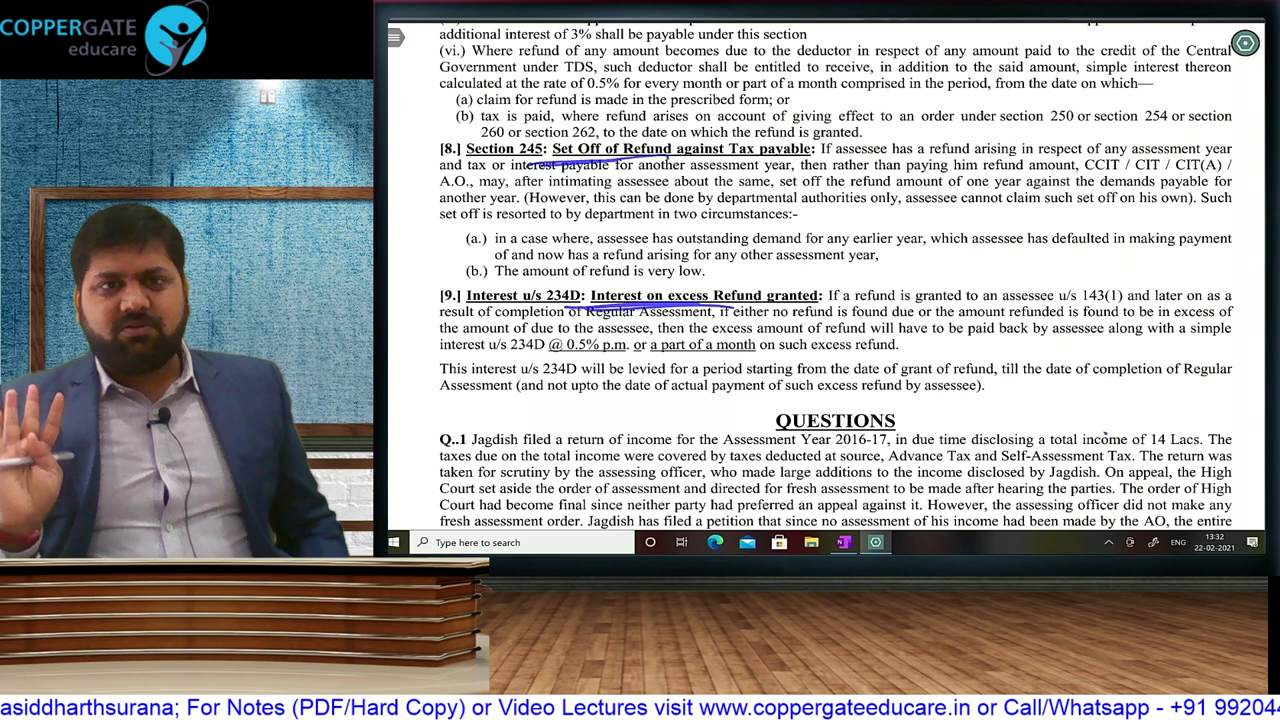 COPPERGATE
educare
additional interest of 3% shall be payable under this section
(vi.) Where refund of any amount becomes due to the deductor in respect of any amount paid to the credit of the Central
Government under TDS, such deductor shall be entitled to receive, in addition to the said amount, simple interest thereon
calculated at the rate of 0.5% for every month or part of a month comprised in the period, from the date on which—
(a) claim for refund is made in the prescribed form; or
(b) tax is paid, where refund arises on account of giving effect to an order under section 250 or section 254 or section
260 or section 262, to the date on which the refund is granted.
[8.] Section 245: Set Off of Refund against Tax payable: If assessee has a refund arising in respect of any assessment year
and tax or interest payable for another assessment year, then rather than paying him refund amount, CCIT / CIT / CIT(A) /
A.O., may, after intimating assessee about the same, set off the refund amount of one year against the demands payable for
another year. (However, this can be done by departmental authorities only, assessee cannot claim such set off on his own). Such
set off is resorted to by department in two circumstances:-
(a.) in a case where, assessee has outstanding demand for any earlier year, which assessee has defaulted in making payment
of and now has a refund arising for any other assessment year,
(b.) The amount of refund is very low.
[9.] Interest u/s 234D: Interest on excess Refund granted: If a refund is granted to an assessee u/s 143(1) and later on as a
result of completion of Regular Assessment, if either no refund is found due or the amount refunded is found to be in excess of
the amount of due to the assessee, then the excess amount of refund will have to be paid back by assessee along with a simple
interest u/s 234D @ 0.5% p.m. or a part of a month on such excess refund.
This interest u/s 234D will be levied for a period starting from the date of grant of refund, till the date of completion of Regular
Assessment (and not upto the date of actual payment of such excess refund by assessee).
QUESTIONS
Q..1 Jagdish filed a return of income for the Assessment Year 2016-17, in due time disclosing a total income of 14 Lacs. The
taxes due on the total income were covered by taxes deducted at source, Advance Tax and Self-Assessment Tax. The return was
taken for scrutiny by the assessing officer, who made large additions to the income disclosed by Jagdish. On appeal, the High
Court set aside the order of assessment and directed for fresh assessment to be made after hearing the parties. The order of High
Court had become final since neither party had preferred an appeal against it. However, the assessing officer did not make any
fresh assessment order. Jagdish has filed a petition that since no assessment of his income had been made by the AO, the entire
Type here to search
ENG
13:32
22-02-2021
asiddharthsurana; For Notes (PDF/Hard Copy) or Video Lectures visit www.coppergateeducare.in or Call/Whatsapp - +91 99204